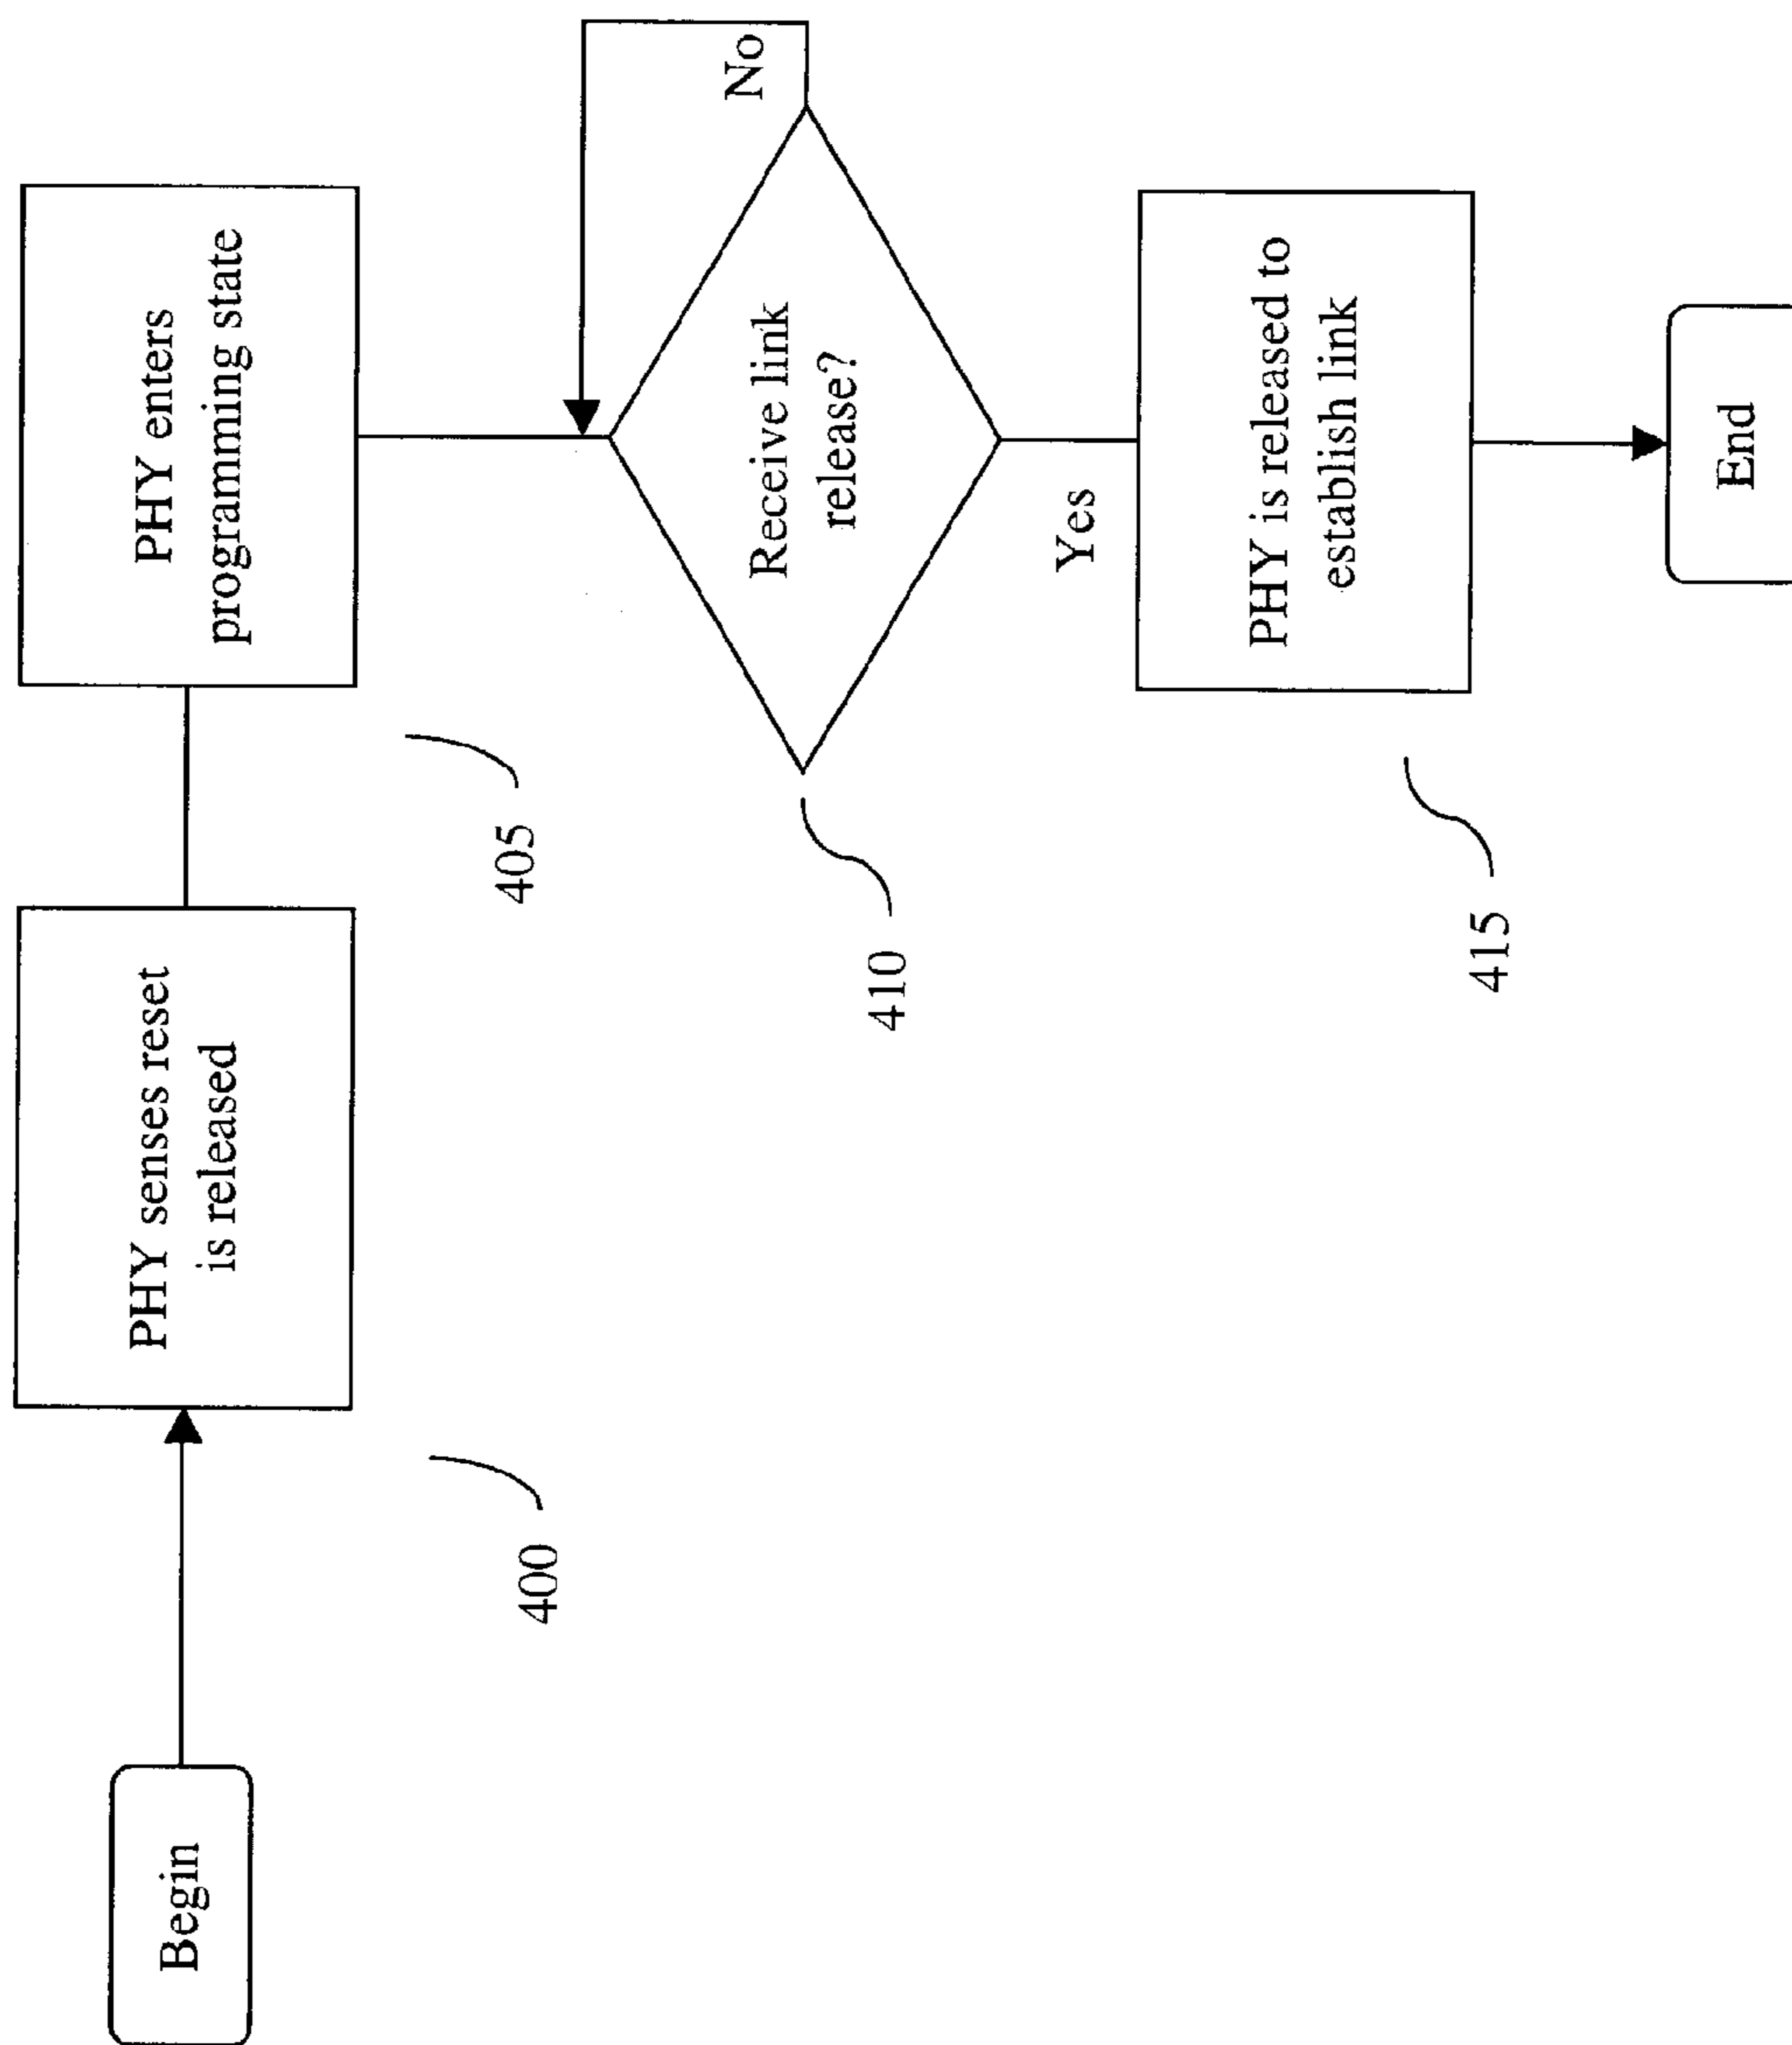 Begin
PHY senses reset
is released
400
PHY enters
programming state
405
Receive link
release?
No
410
Yes
PHY is released to
establish link
415
End